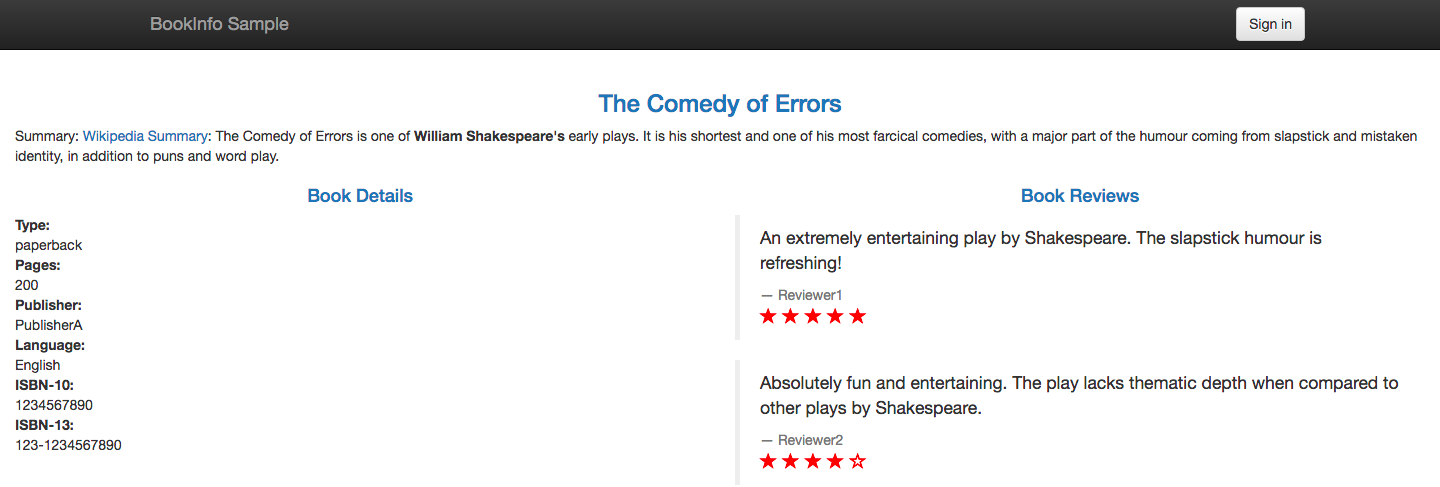 BookInfo Sample
Sign in
The Comedy of Errors
Summary: Wikipedia Summary: The Comedy of Errors is one of William Shakespeare's early plays. It is his shortest and one of his most farcical comedies, with a major part of the humour coming from slapstick and mistaken
identity, in addition to puns and word play.
Book Details
Type:
paperback
Pages:
200
Publisher:
PublisherA
Language:
English
ISBN-10:
1234567890
ISBN-13:
123-1234567890
Book Reviews
An extremely entertaining play by Shakespeare. The slapstick humour is
refreshing!
— Reviewer1
Absolutely fun and entertaining. The play lacks thematic depth when compared to
other plays by Shakespeare.
— Reviewer2